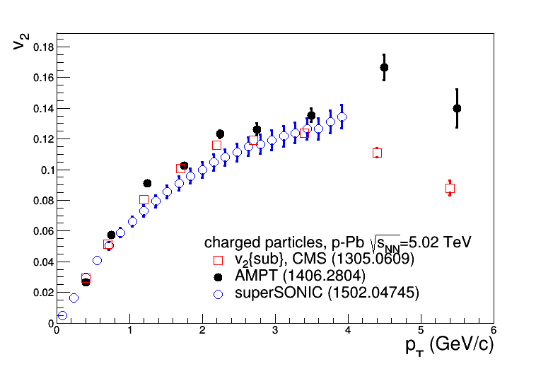 v2
0.18
0.16
0.14
0.12
0.1
0.08
0.06
0.04
0.02
0
charged particles, p-Pb √sNN=5.02 TeV
v2{sub}, CMS (1305.0609)
AMPT (1406.2804)
superSONIC (1502.04745)
0 1 2 3 4 5 6
pT (GeV/c)